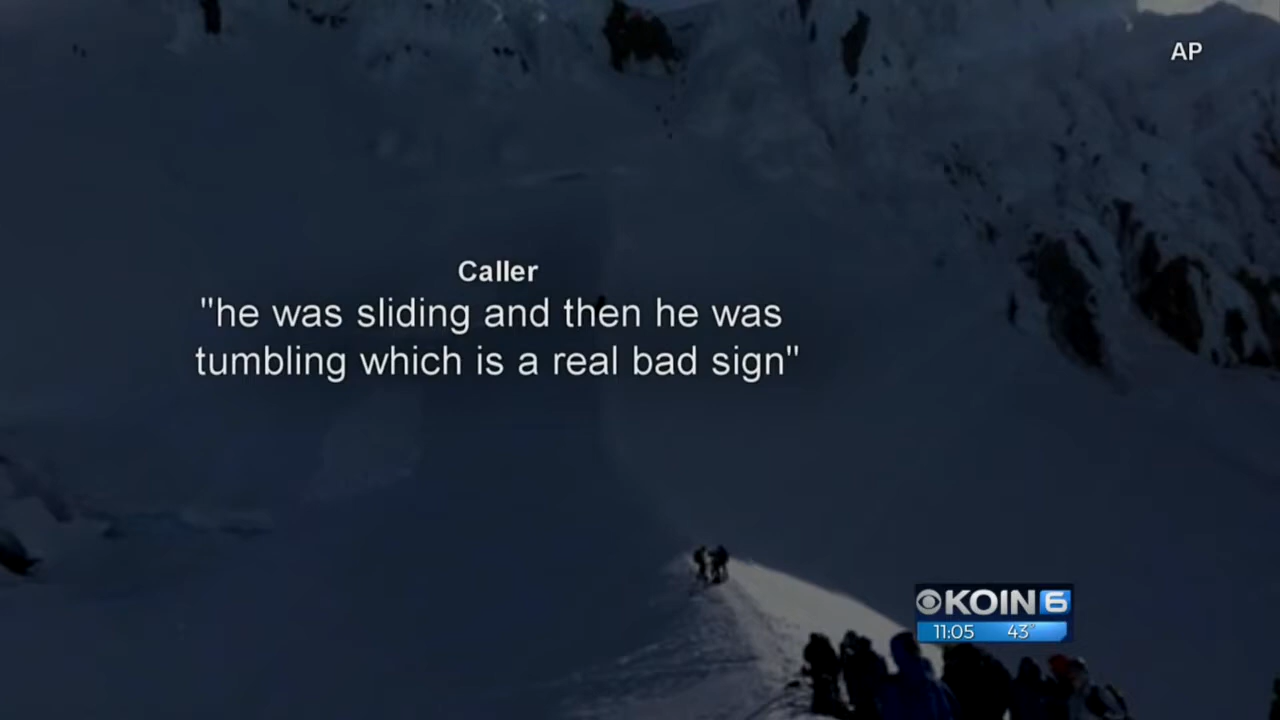 AP
Caller
"he was sliding and then he was
tumbling which is a real bad sign"
KOIN 6
11:05 43°